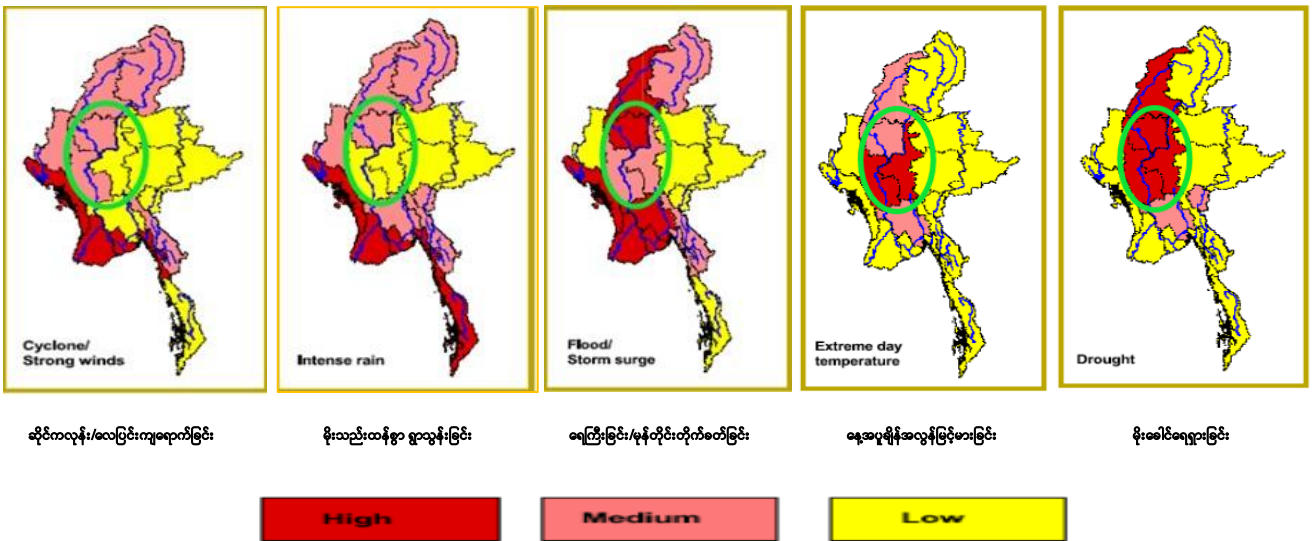 Cyclone/
Strong winds
Intense rain
Flood/
Storm surge
Extreme day
temperature
Drought
ဆိုင်ကလုန်း/လေပြင်းကျရောက်ခြင်း
မိုးသည်းထန်စွာ ရွာသွန်းခြင်း
ရေကြီးခြင်း/မုန်တိုင်းတိုက်ခတ်ခြင်း
နေ့အပူချိန်အလွန်မြင့်မားခြင်း
မိုးခေါင်ရေရှားခြင်း
High
Medium
Low